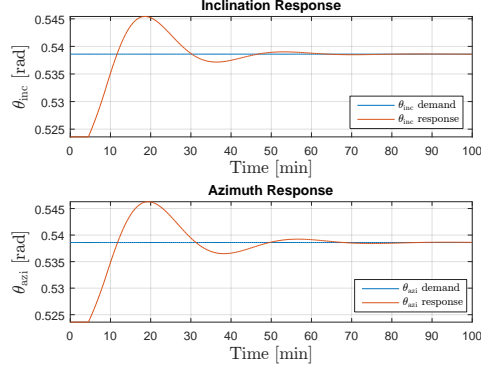 Inclination Response
0.545
0.54
0.535
0.53
0.525
θinc [rad]
θinc demand
θinc response
0 10 20 30 40 50 60 70 80 90 100
Time [min]
Azimuth Response
0.545
0.54
0.535
0.53
0.525
θazi [rad]
θazi demand
θazi response
0 10 20 30 40 50 60 70 80 90 100
Time [min]